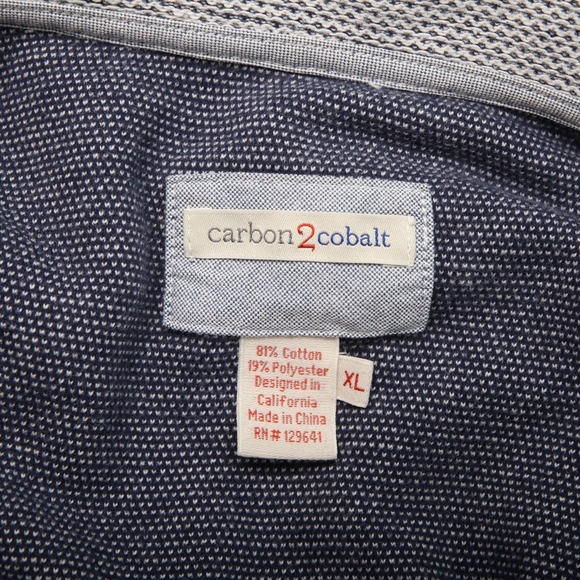 carbon2cobalt
81% Cotton
19% Polyester
Designed in
California
Made in China
RN# 129641
XL